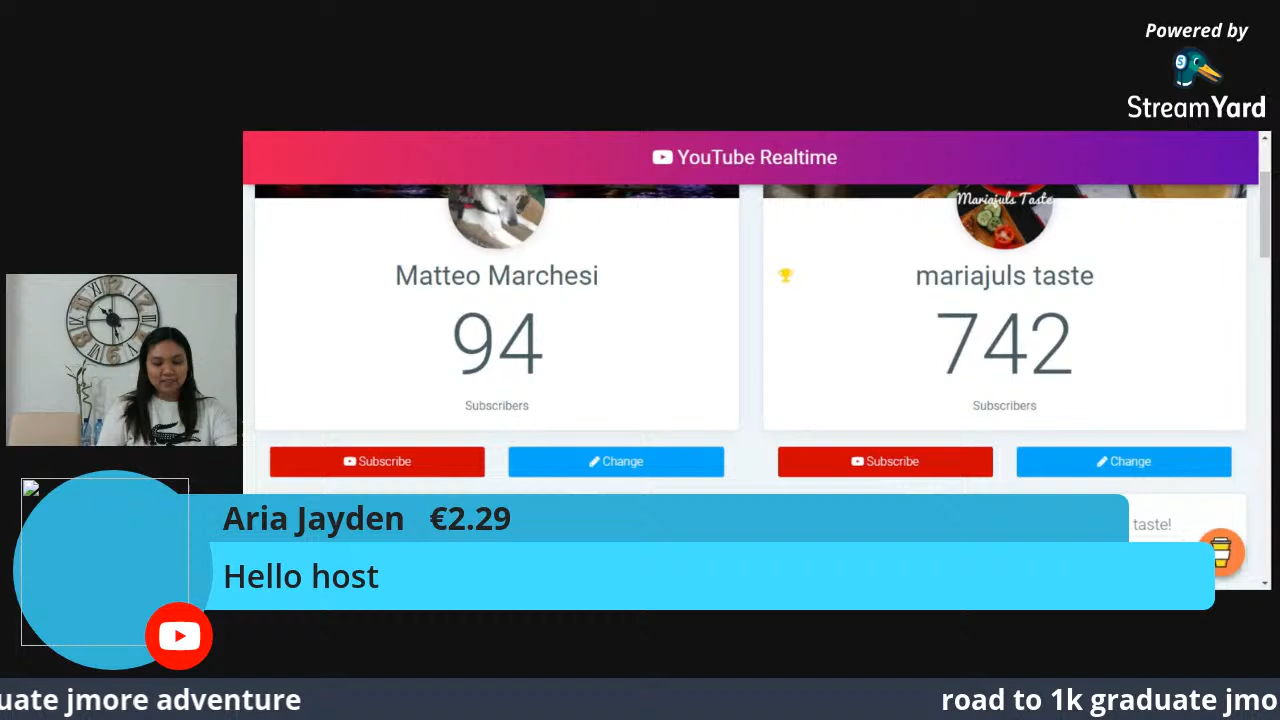 Powered by
StreamYard
YouTube Realtime
Mariajuls Taste
Matteo Marchesi
mariajuls taste
94
742
Subscribers
Subscribers
Subscribe
Change
Subscribe
Change
Aria Jayden €2.29
taste!
Hello host
uate jmore adventure
road to 1k graduate jmo